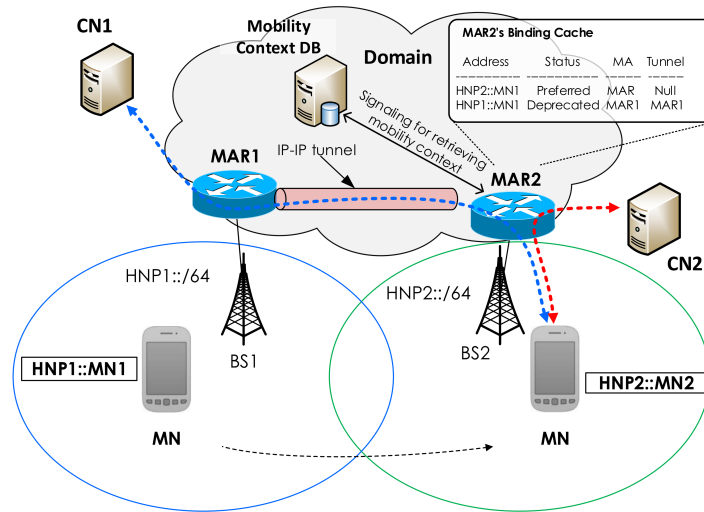 CN1
Mobility
Context DB
Domain
MAR2's Binding Cache
Address Status MA Tunnel
---------- --------- ----- ------
HNP2::MN1 Preferred MAR Null
HNP1::MN1 Deprecated MAR1 MAR1
Signaling for retrieving
mobility context
IP-IP tunnel
MAR1
MAR2
CN2
HNP1::/64
HNP2::/64
BS1
BS2
HNP1::MN1
HNP2::MN2
MN
MN